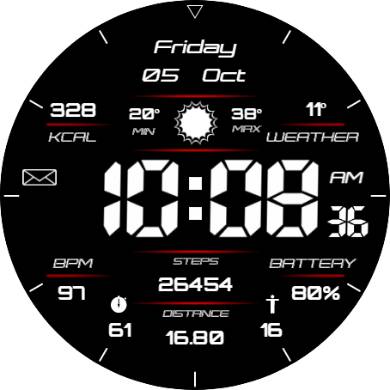 Friday
05 Oct
328 20° 38° 11°
KCAL MIN MAX WEATHER
10:08 AM
36
BPM STEPS BATTERY
97 26454 80%
DISTANCE
61 16.80 16